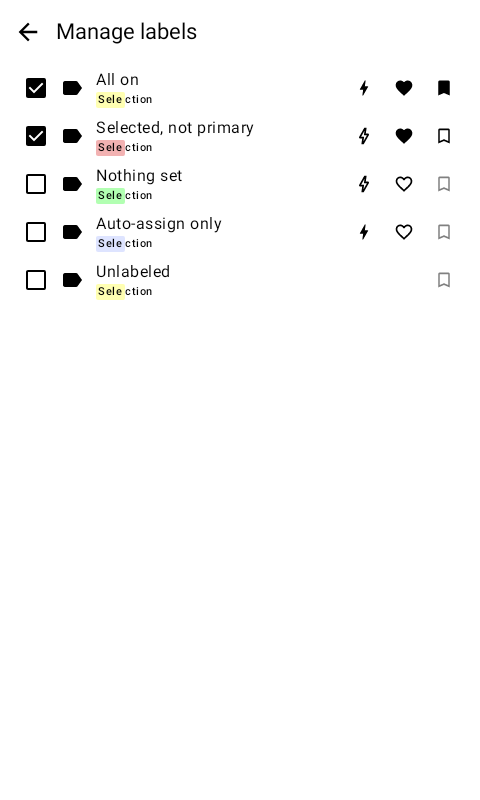 Manage labels
All on
Selection
Selected, not primary
Selection
Nothing set
Selection
Auto-assign only
Selection
Unlabeled
Selection